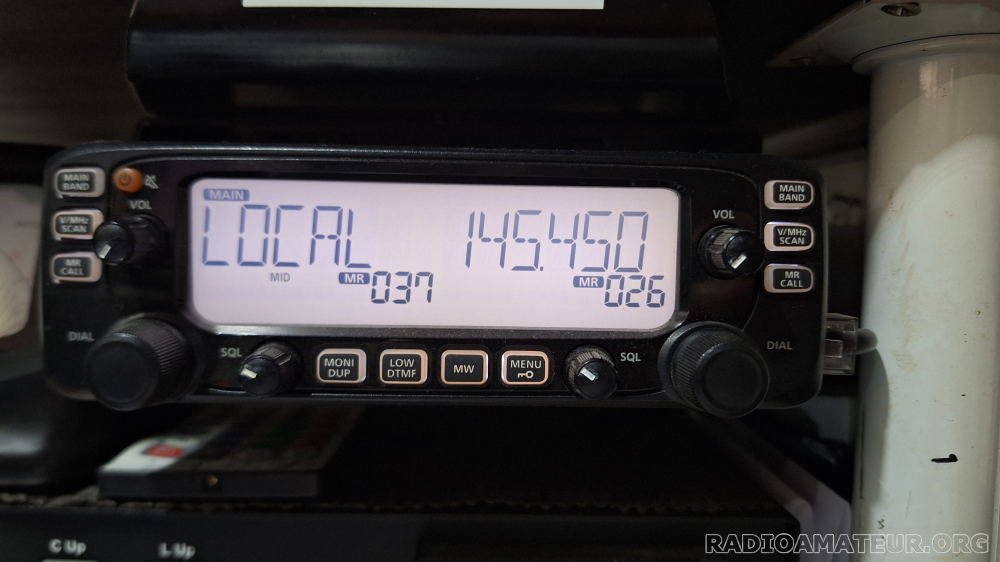 MAIN BAND
VOL
V/MHz SCAN
MR CALL
DIAL
SQL
MAIN
LOCAL 145.450
MID MR 037 MR 026
MONI DUP
LOW DTMF
MW
MENU
SQL
VOL
MAIN BAND
V/MHz SCAN
MR CALL
DIAL
C Up L Up
RADIOAMATEUR.ORG